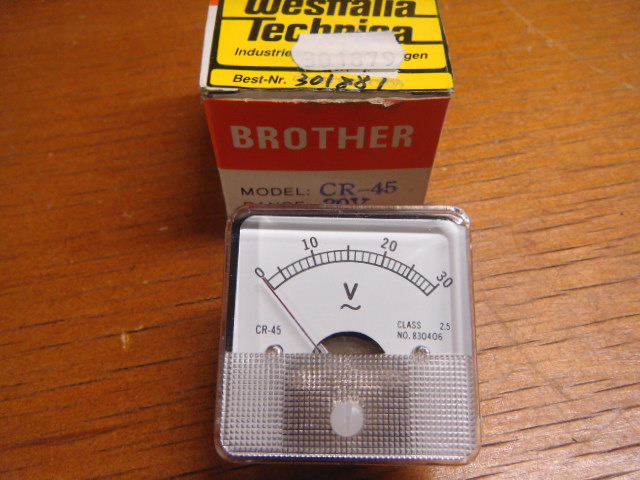 Westfalia
Technica
Best-Nr. 301881
BROTHER
MODEL: CR-45
0 10 20 30
V
~
CR-45
CLASS 2.5
NO. 830406